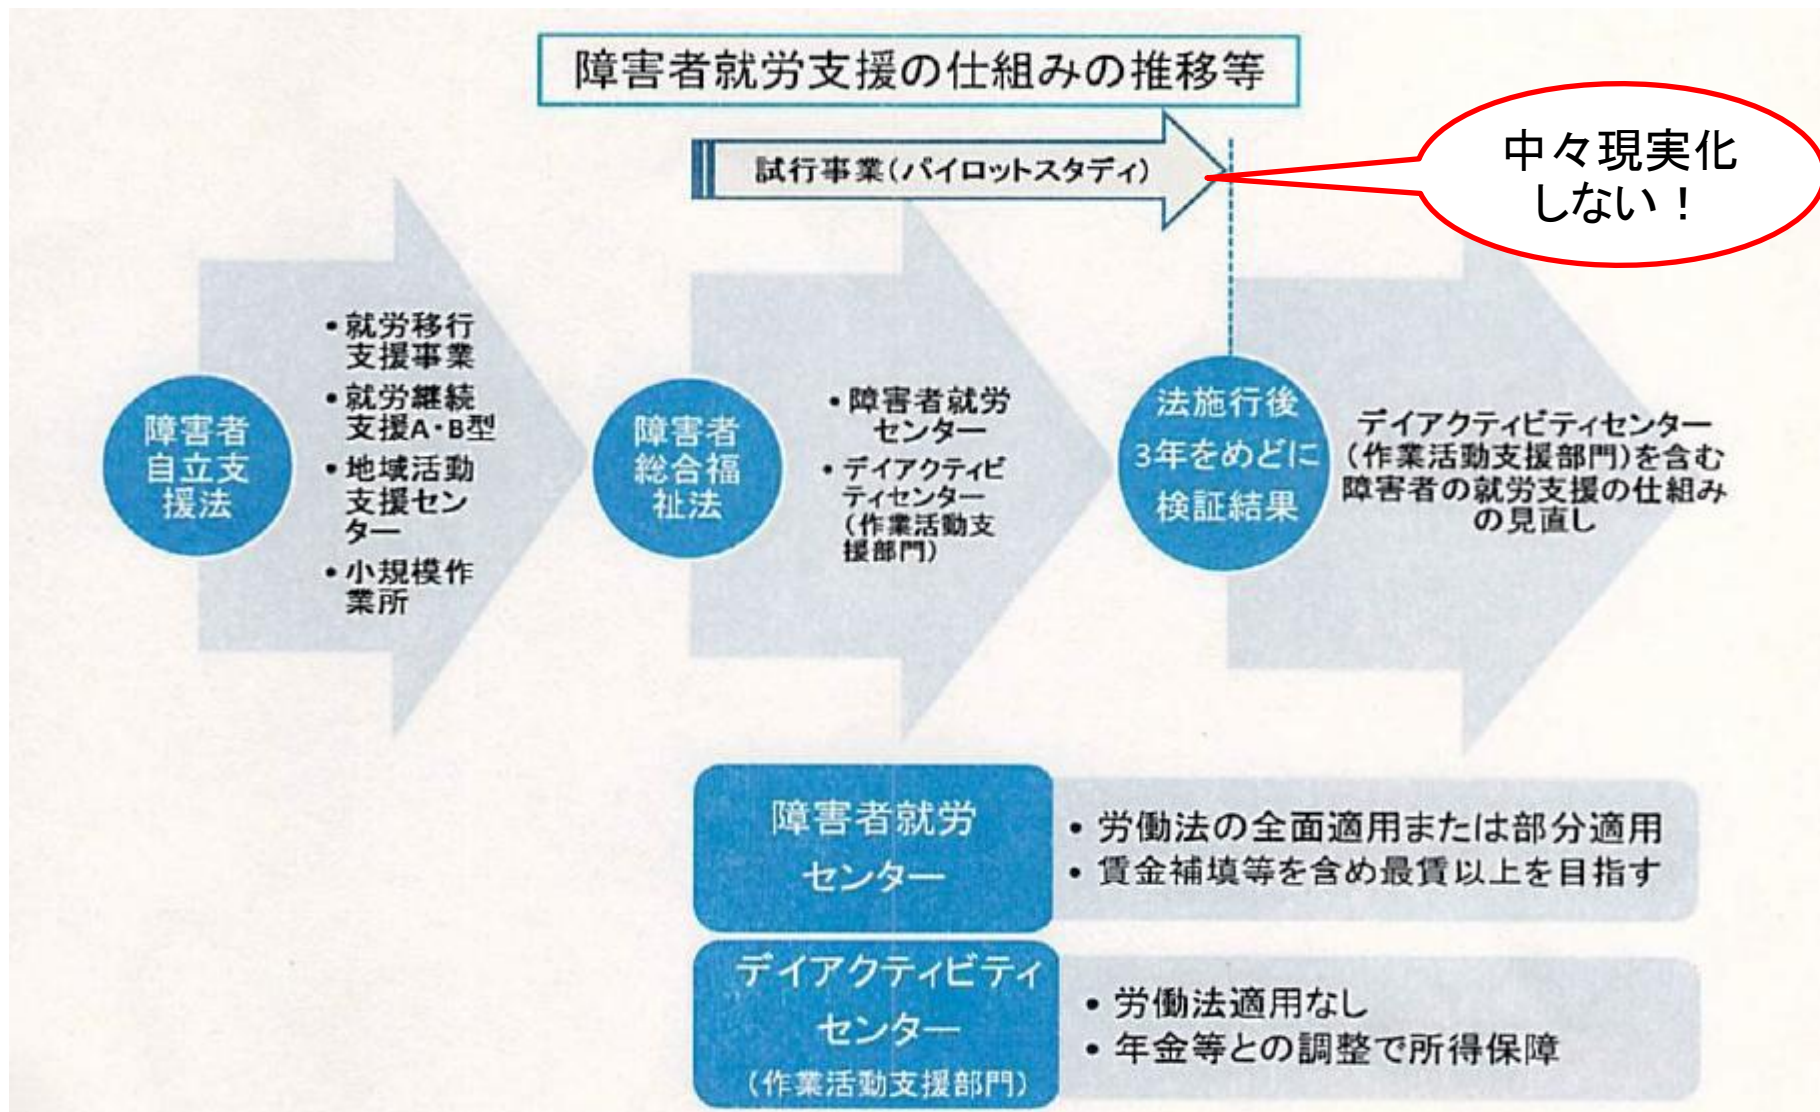 障害者就労支援の仕組みの推移等
試行事業(パイロットスタディ)
中々現実化
しない！
障害者
自立支
援法
• 就労移行
支援事業
• 就労継続
支援A・B型
• 地域活動
支援セン
ター
• 小規模作
業所
障害者
総合福
祉法
• 障害者就労
センター
• デイアクティビ
ティセンター
(作業活動支
援部門)
法施行後
3年をめどに
検証結果
デイアクティビティセンター
(作業活動支援部門)を含む
障害者の就労支援の仕組み
の見直し
障害者就労
センター
• 労働法の全面適用または部分適用
• 賃金補填等を含め最賃以上を目指す
デイアクティビティ
センター
(作業活動支援部門)
• 労働法適用なし
• 年金等との調整で所得保障